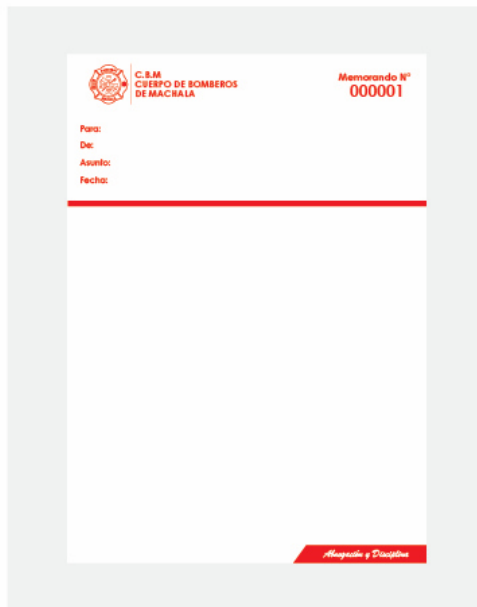 C.B.M
CUERPO DE BOMBEROS
DE MACHALA
Memorando N°
000001
Para:
De:
Asunto:
Fecha:
Abnegación y Disciplina